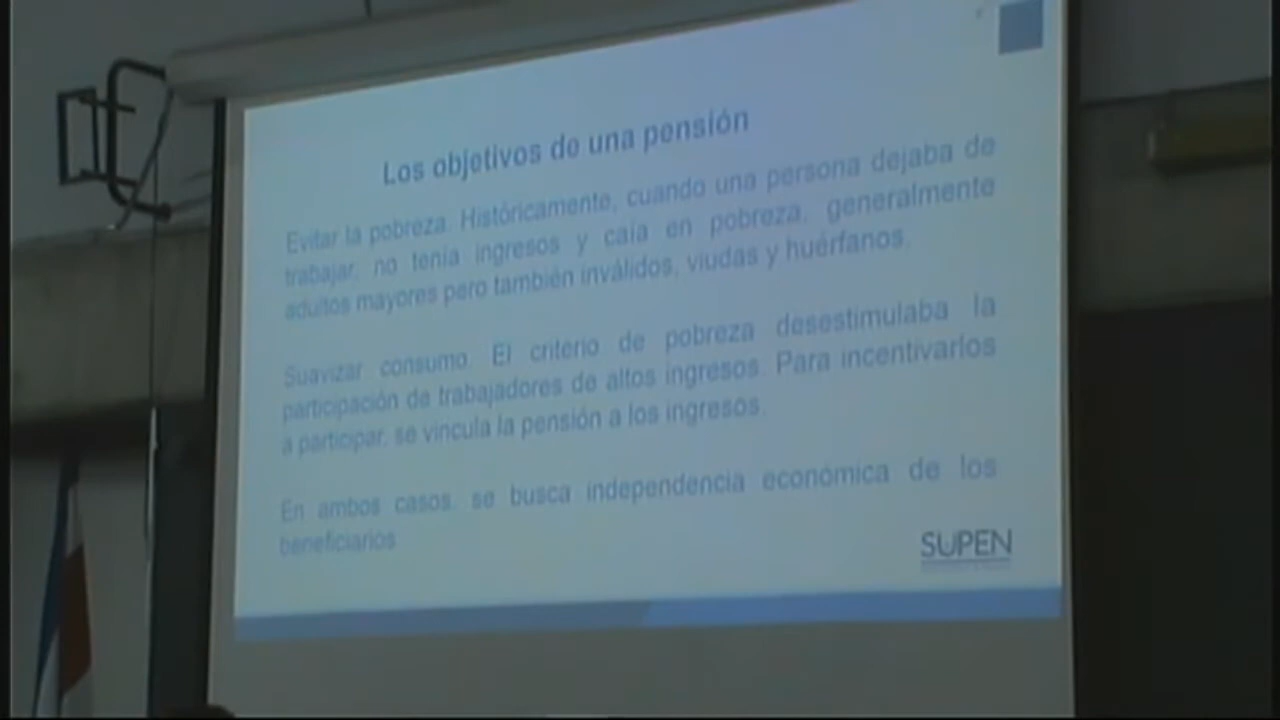 Los objetivos de una pensión
Evitar la pobreza. Históricamente, cuando una persona dejaba de
trabajar, no tenía ingresos y caía en pobreza, generalmente
adultos mayores pero también inválidos, viudas y huérfanos.
Suavizar consumo. El criterio de pobreza desestimulaba la
participación de trabajadores de altos ingresos. Para incentivarlos
a participar, se vincula la pensión a los ingresos.
En ambos casos, se busca independencia económica de los
beneficiarios
SUPEN